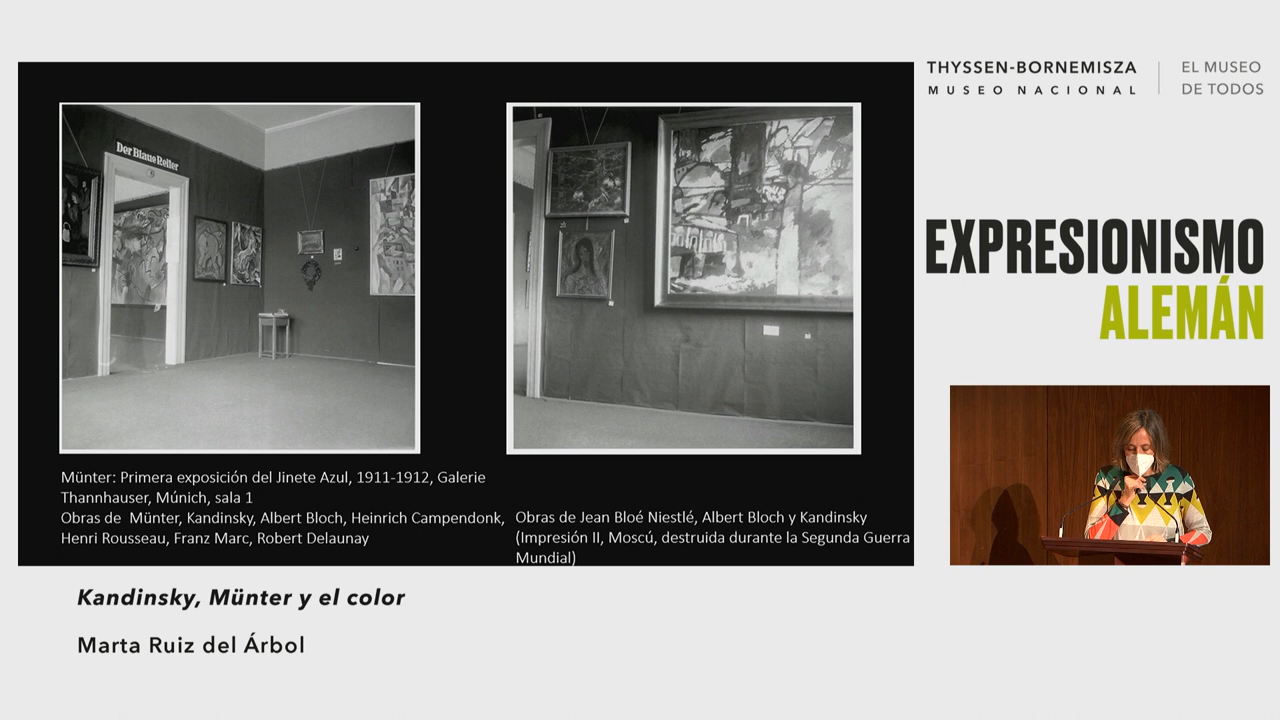 THYSSEN-BORNEMISZA
MUSEO NACIONAL
EL MUSEO
DE TODOS
EXPRESIONISMO
ALEMÁN
Der Blaue Reiter
Münter: Primera exposición del Jinete Azul, 1911-1912, Galerie
Thannhauser, Múnich, sala 1
Obras de Münter, Kandinsky, Albert Bloch, Heinrich Campendonk,
Henri Rousseau, Franz Marc, Robert Delaunay
Obras de Jean Bloé Niestlé, Albert Bloch y Kandinsky
(Impresión II, Moscú, destruida durante la Segunda Guerra
Mundial)
Kandinsky, Münter y el color
Marta Ruiz del Árbol